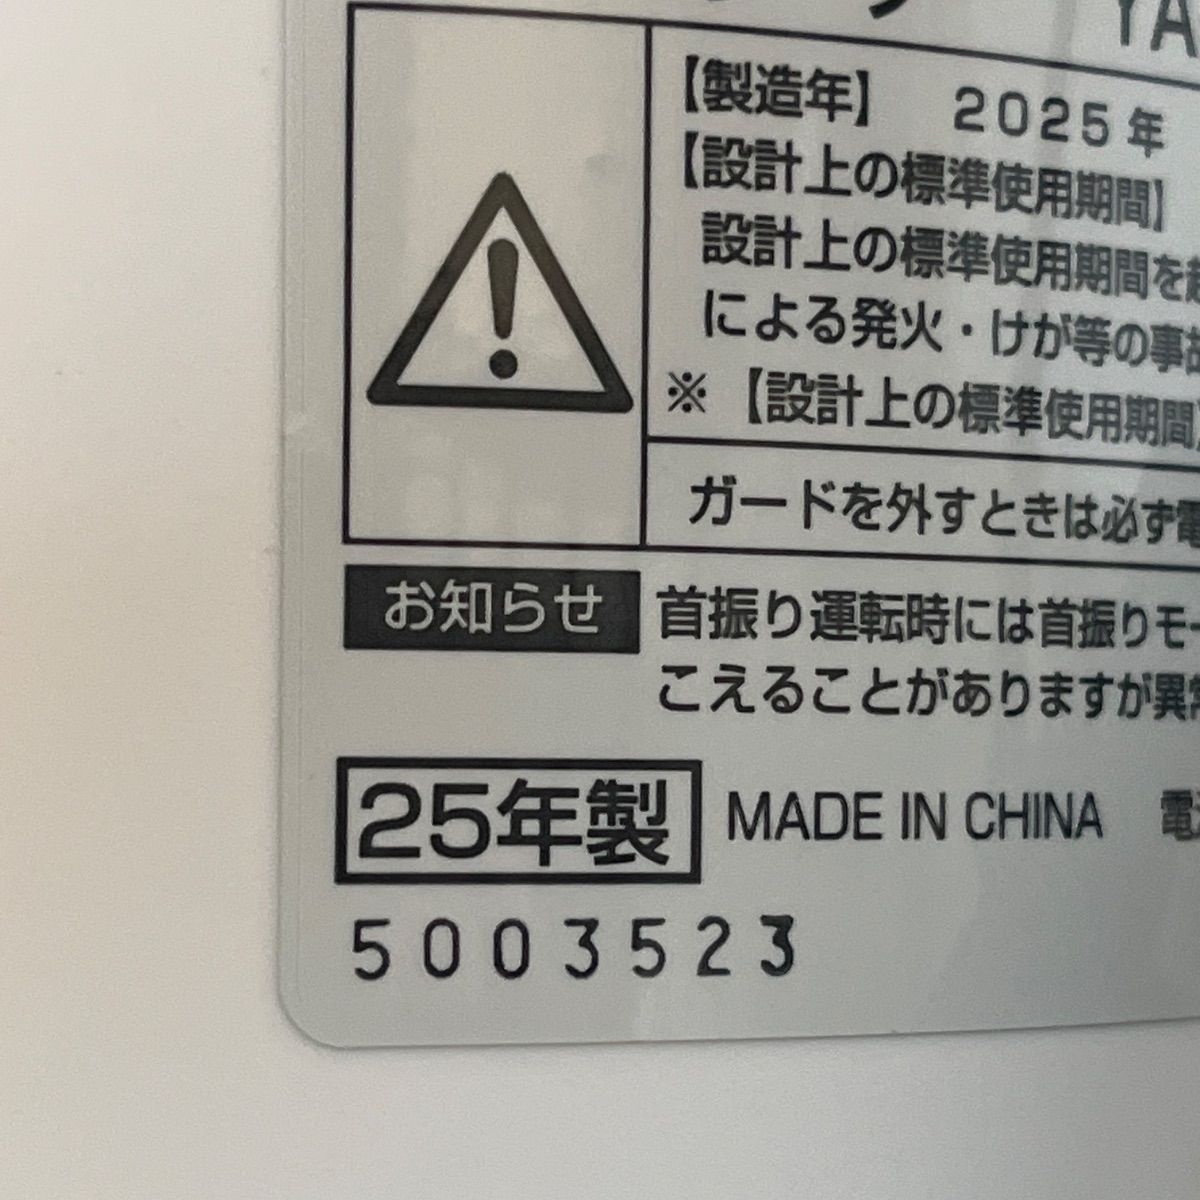 YA
【製造年】 2025年
【設計上の標準使用期間】
設計上の標準使用期間を
による発火・けが等の事故
※【設計上の標準使用期間
ガードを外すときは必ず電
お知らせ 首振り運転時には首振りモー
こえることがありますが異常
25年製 MADE IN CHINA 電
5003523